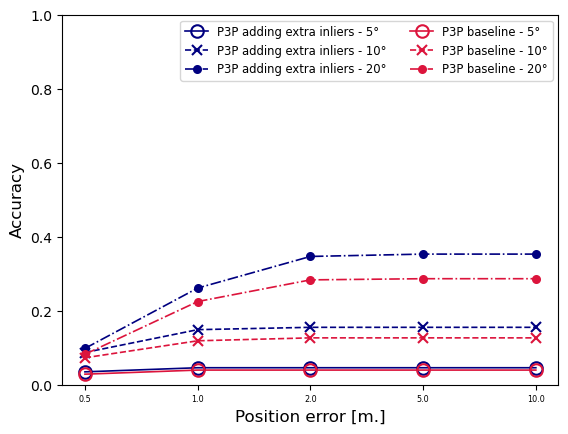 P3P adding extra inliers - 5°
P3P adding extra inliers - 10°
P3P adding extra inliers - 20°
P3P baseline - 5°
P3P baseline - 10°
P3P baseline - 20°
1.0
0.8
0.6
0.4
0.2
0.0
Accuracy
0.5 1.0 2.0 5.0 10.0
Position error [m.]